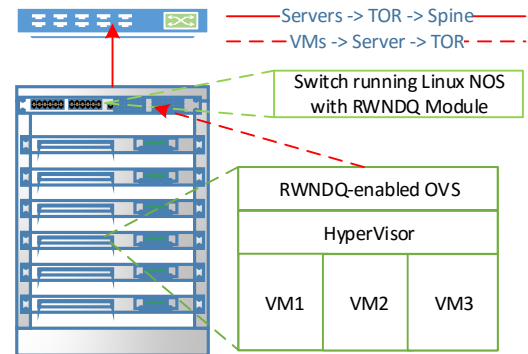 Servers -> TOR -> Spine
VMs -> Server -> TOR
Switch running Linux NOS
with RWNDQ Module
RWNDQ-enabled OVS
HyperVisor
VM1 VM2 VM3